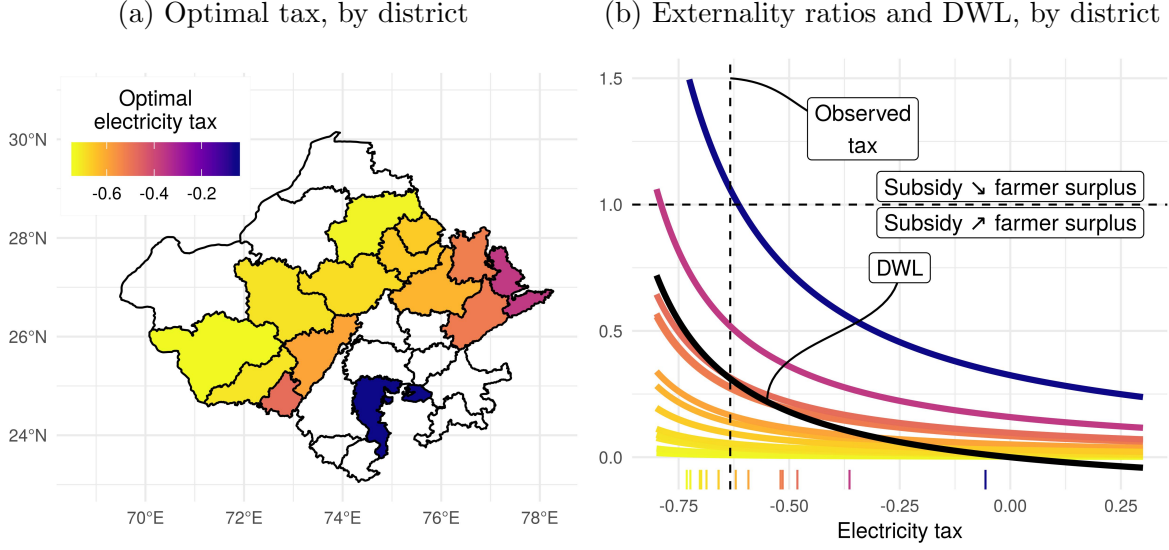 (a) Optimal tax, by district
Optimal
electricity tax
-0.6 -0.4 -0.2
30°N
28°N
26°N
24°N
70°E 72°E 74°E 76°E 78°E
(b) Externality ratios and DWL, by district
1.5
1.0
0.5
0.0
Observed
tax
Subsidy ↘ farmer surplus
Subsidy ↗ farmer surplus
DWL
-0.75 -0.50 -0.25 0.00 0.25
Electricity tax